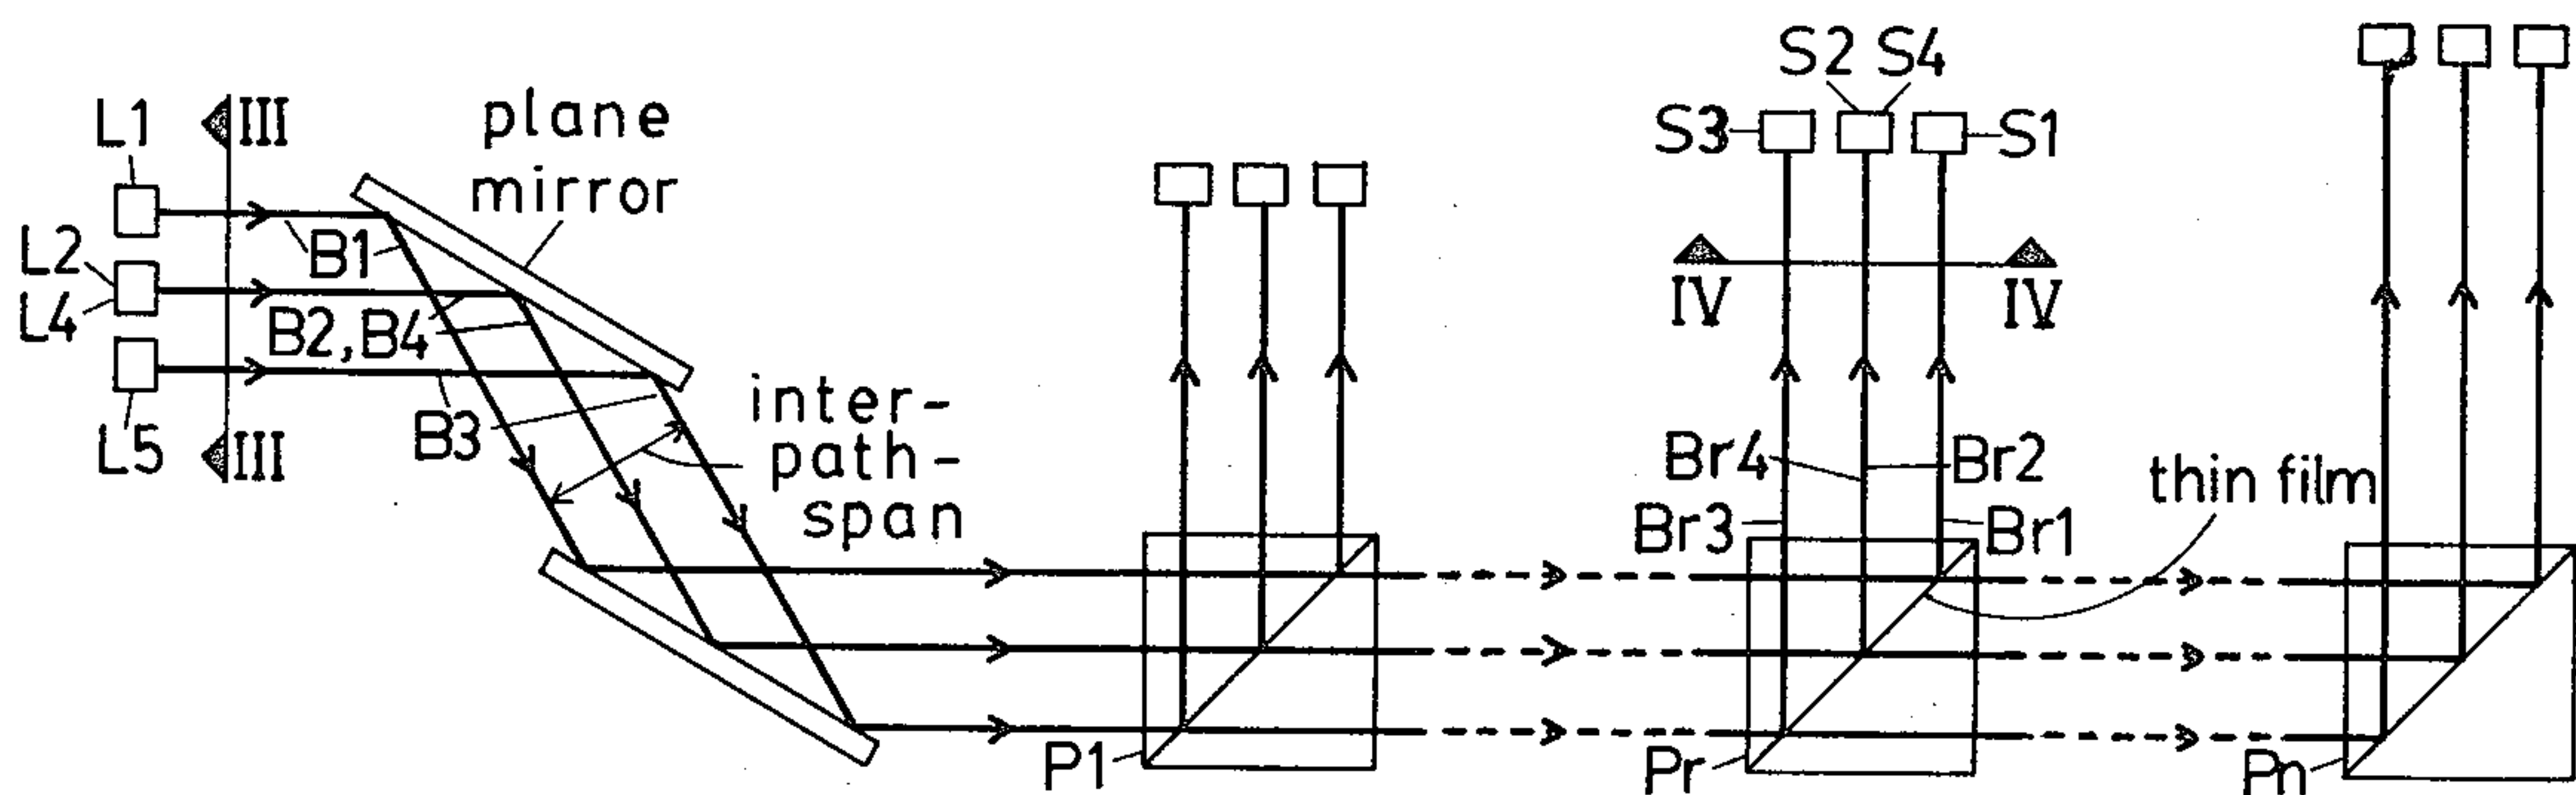 L1
III
plane
mirror
L2
L4
B1
B2, B4
L5
III
B3
inter-
path-
span
S2 S4
S3
S1
IV
IV
Br4
Br2
Br3
Br1
thin film
P1
Pr
Pn